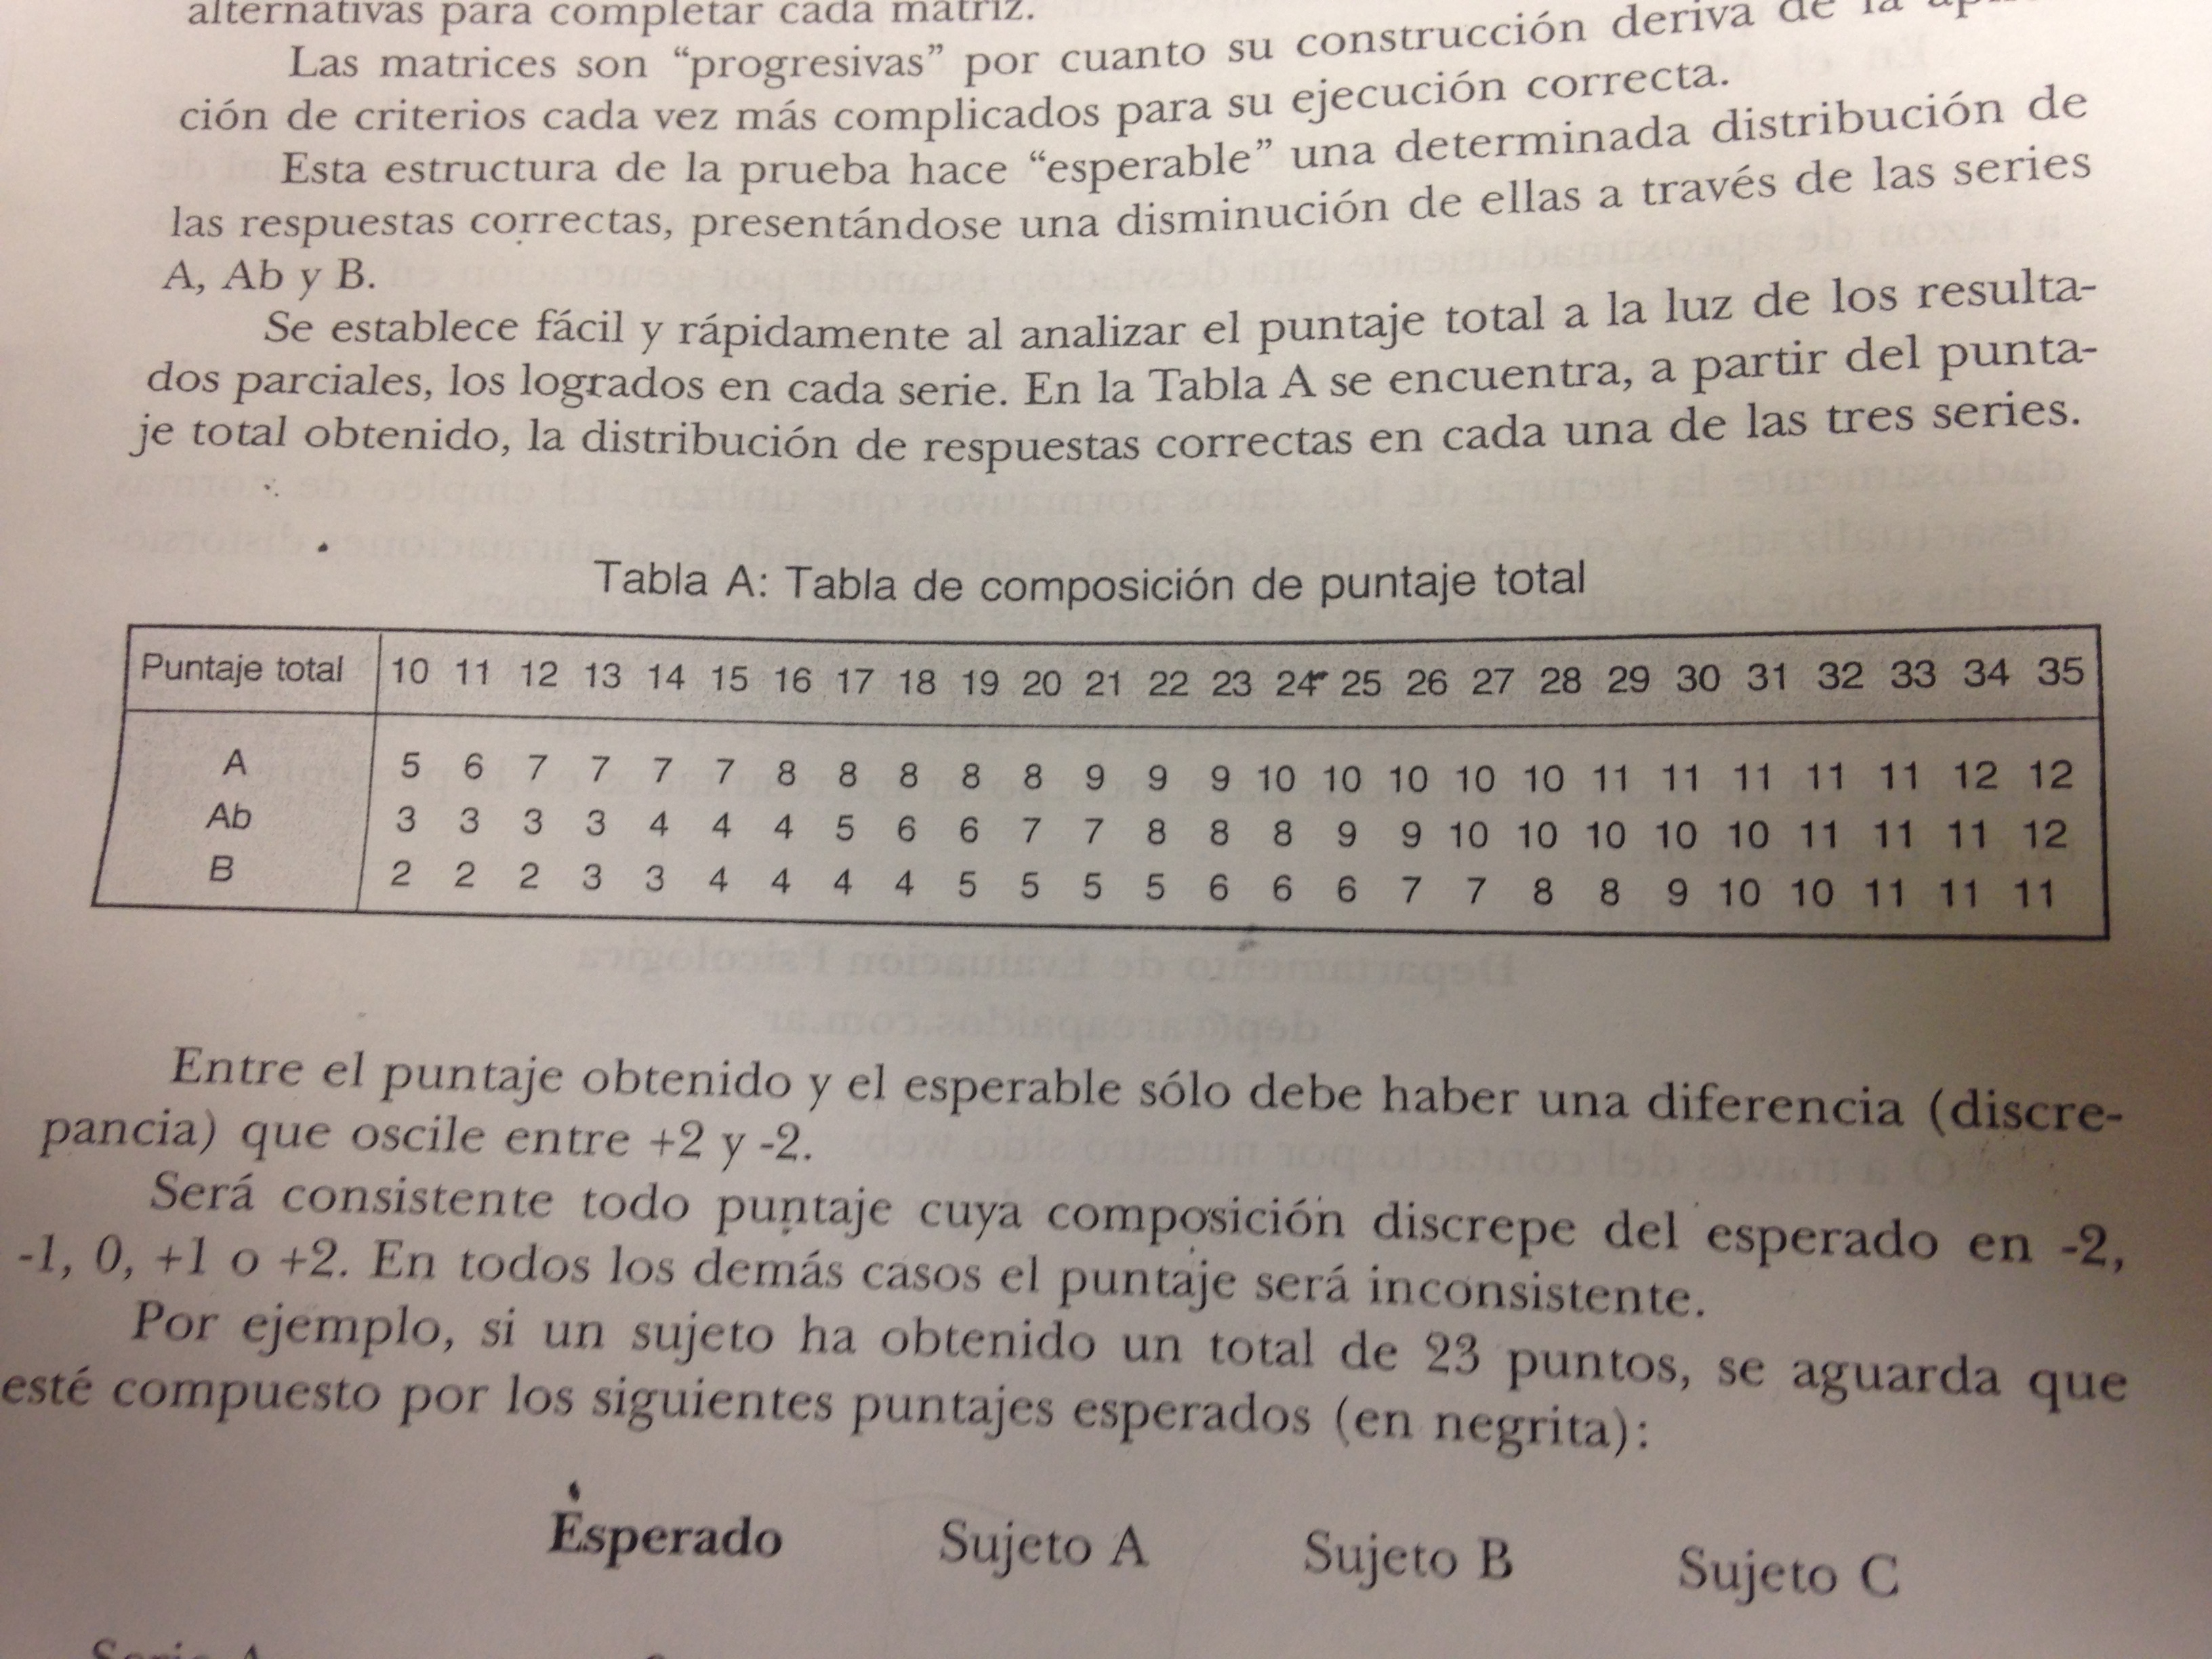 alternativas para completar cada matriz.
Las matrices son “progresivas” por cuanto su construcción deriva de la
ción de criterios cada vez más complicados para su ejecución correcta.
Esta estructura de la prueba hace “esperable” una determinada distribución de
las respuestas correctas, presentándose una disminución de ellas a través de las series
A, Ab y B.
Se establece fácil y rápidamente al analizar el puntaje total a la luz de los resulta-
dos parciales, los logrados en cada serie. En la Tabla A se encuentra, a partir del punta-
je total obtenido, la distribución de respuestas correctas en cada una de las tres series.
Tabla A: Tabla de composición de puntaje total
Puntaje total 10 11 12 13 14 15 16 17 18 19 20 21 22 23 24 25 26 27 28 29 30 31 32 33 34 35
A 5 6 7 7 7 7 8 8 8 8 8 9 9 9 10 10 10 10 10 11 11 11 11 11 12 12
Ab 3 3 3 3 4 4 4 5 6 6 7 7 8 8 8 9 9 10 10 10 10 10 11 11 11 12
B 2 2 2 3 3 4 4 4 4 5 5 5 5 6 6 6 7 7 8 8 9 10 10 11 11 11
Entre el puntaje obtenido y el esperable sólo debe haber una diferencia (discre-
pancia) que oscile entre +2 y -2.
Será consistente todo puntaje cuya composición discrepe del esperado en -2,
-1, 0, +1 o +2. En todos los demás casos el puntaje será inconsistente.
Por ejemplo, si un sujeto ha obtenido un total de 23 puntos, se aguarda que
esté compuesto por los siguientes puntajes esperados (en negrita):
Esperado Sujeto A Sujeto B Sujeto C
Serie A